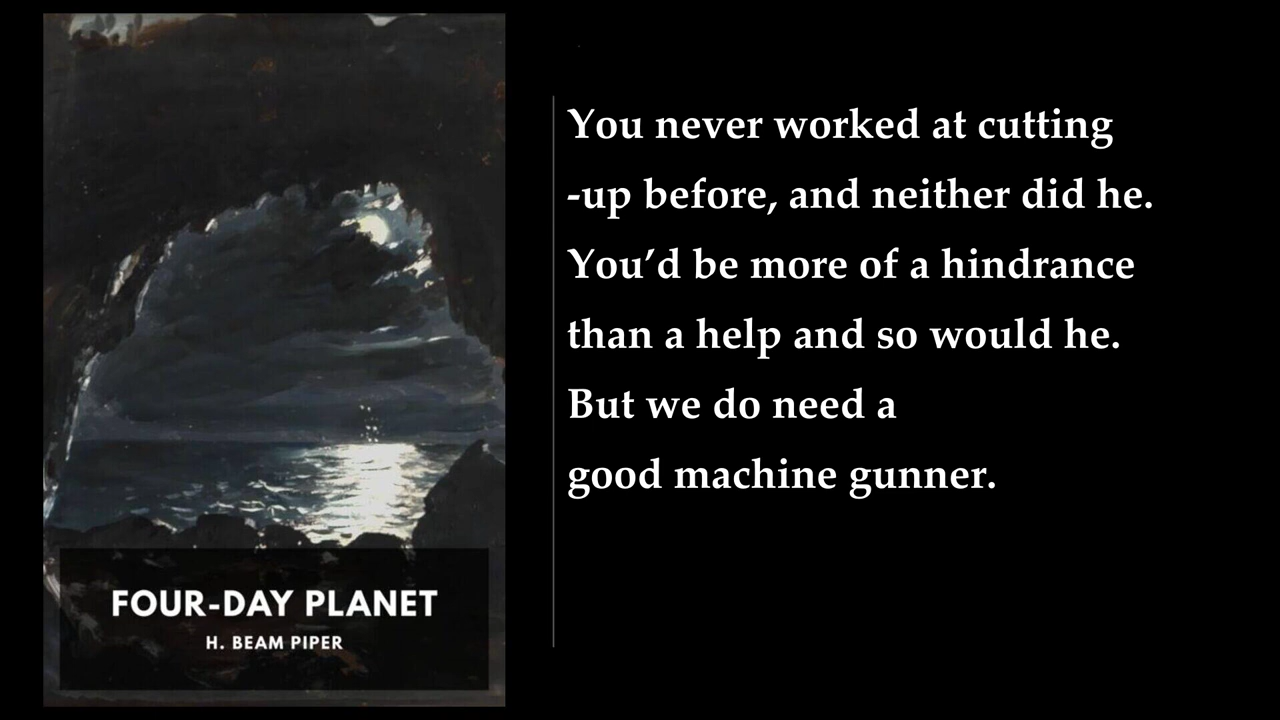 You never worked at cutting
-up before, and neither did he.
You’d be more of a hindrance
than a help and so would he.
But we do need a
good machine gunner.
FOUR-DAY PLANET
H. BEAM PIPER